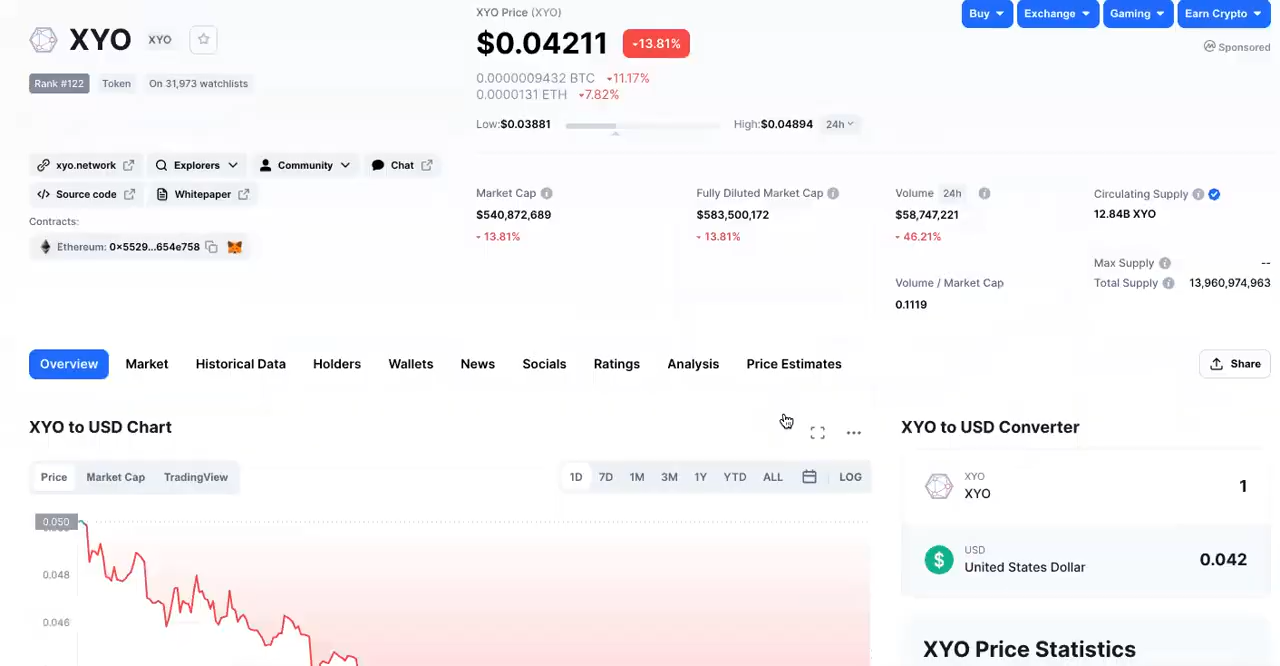 XYO XYO
Rank #122 Token On 31,973 watchlists
xyo.network Explorers Community Chat
Source code Whitepaper
Contracts:
Ethereum: 0x5529...654e758
XYO Price (XYO)
$0.04211 -13.81%
0.0000009432 BTC -11.17%
0.0000131 ETH -7.82%
Low:$0.03881 High:$0.04894 24h
Buy Exchange Gaming Earn Crypto
Sponsored
Market Cap
$540,872,689
- 13.81%
Fully Diluted Market Cap
$583,500,172
- 13.81%
Volume 24h
$58,747,221
- 46.21%
Volume / Market Cap
0.1119
Circulating Supply
12.84B XYO
Max Supply --
Total Supply 13,960,974,963
Overview Market Historical Data Holders Wallets News Socials Ratings Analysis Price Estimates Share
XYO to USD Chart
Price Market Cap TradingView 1D 7D 1M 3M 1Y YTD ALL LOG
0.050
0.048
0.046
XYO to USD Converter
XYO
XYO 1
USD
United States Dollar 0.042
XYO Price Statistics